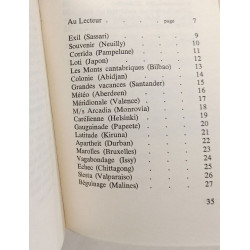 Au Lecteur page 7
Exil (Sassari) 9
Souvenir (Neuilly) 10
Corrida (Pampelune) 11
Loti (Japon) 12
Les Monts cantabriques (Bilbao) 13
Colonie (Abidjan) 14
Grandes vacances (Santander) 14
Météo (Aberdeen) 15
Méridionale (Valence) 16
M/s Arcadia (Monrovia) 17
Carélienne (Helsinki) 19
Gauguinade (Papeete) 20
Latitude (Kiruna) 21
Apartheit (Durban) 22
Marolles (Bruxelles) 23
Vagabondage (Issy) 24
Echec (Chittagong) 25
Siesta (Valparaiso) 26
Béguinage (Malines) 27
35